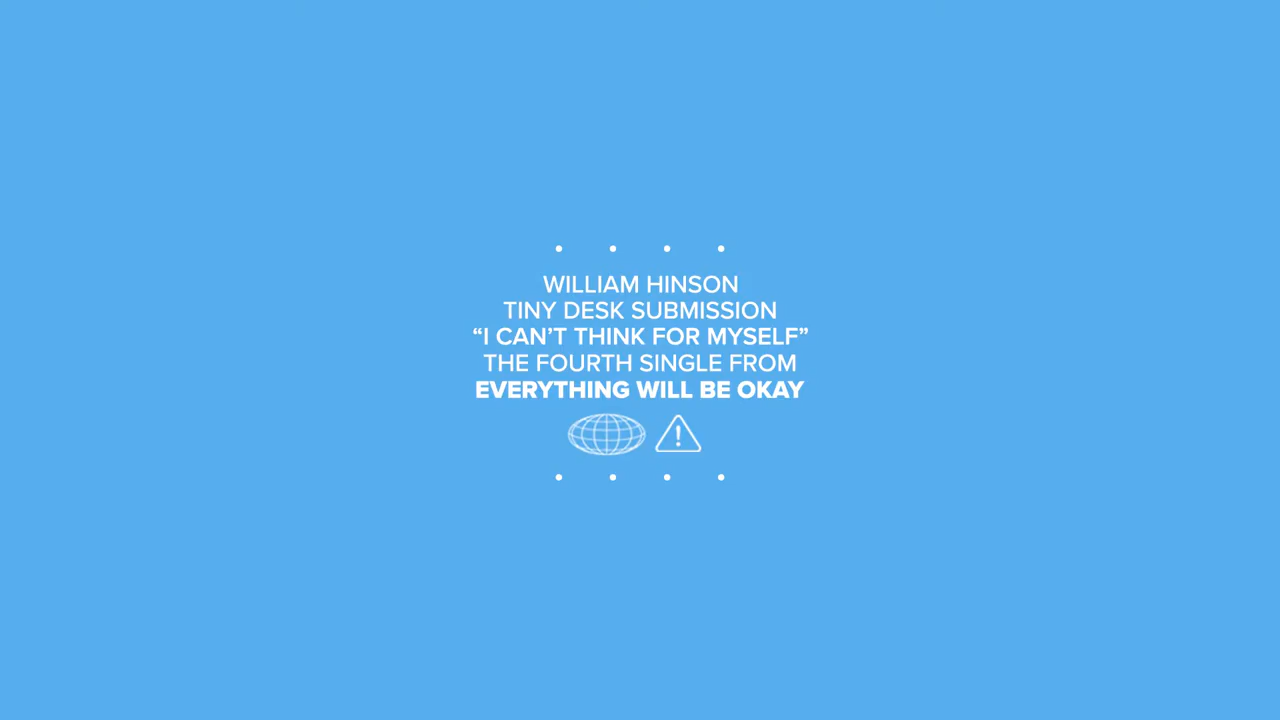 WILLIAM HINSON
TINY DESK SUBMISSION
“I CAN’T THINK FOR MYSELF”
THE FOURTH SINGLE FROM
EVERYTHING WILL BE OKAY